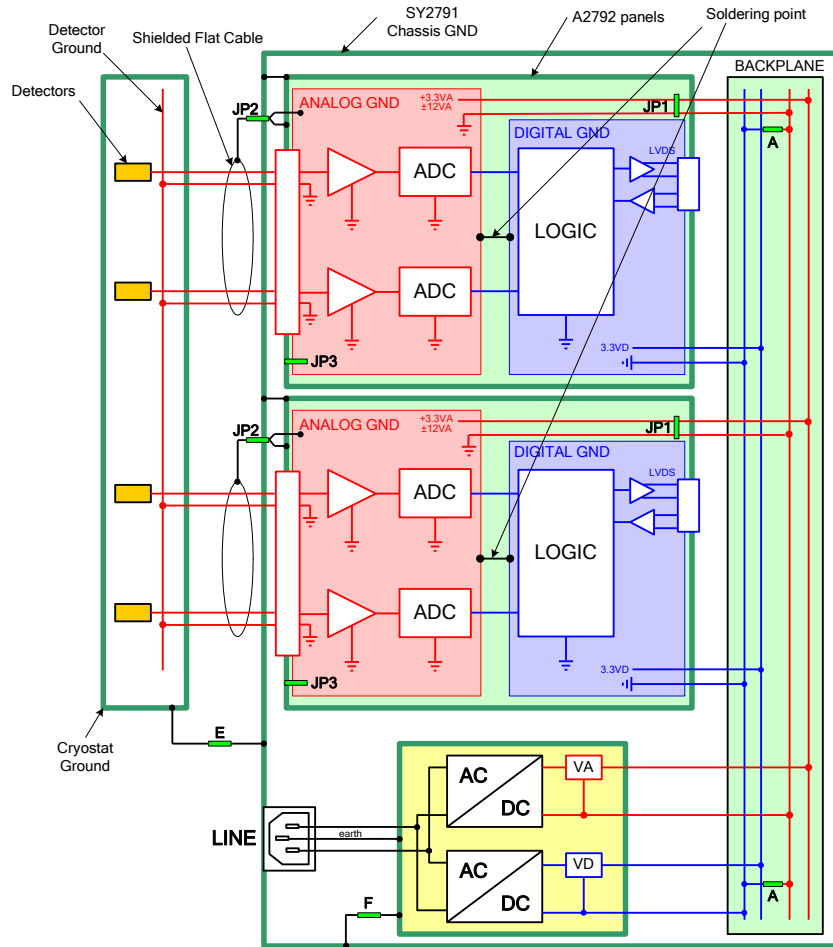 SY2791
Chassis GND
A2792 panels
Soldering point
Detector
Ground
Shielded Flat Cable
Detectors
BACKPLANE
JP2
ANALOG GND
+3.3VA
±12VA
JP1
DIGITAL GND
LVDS
A
ADC
LOGIC
ADC
3.3VD
JP3
JP2
ANALOG GND
+3.3VA
±12VA
JP1
DIGITAL GND
LVDS
ADC
LOGIC
ADC
3.3VD
JP3
E
Cryostat
Ground
AC
DC
VA
LINE
earth
AC
DC
VD
A
F